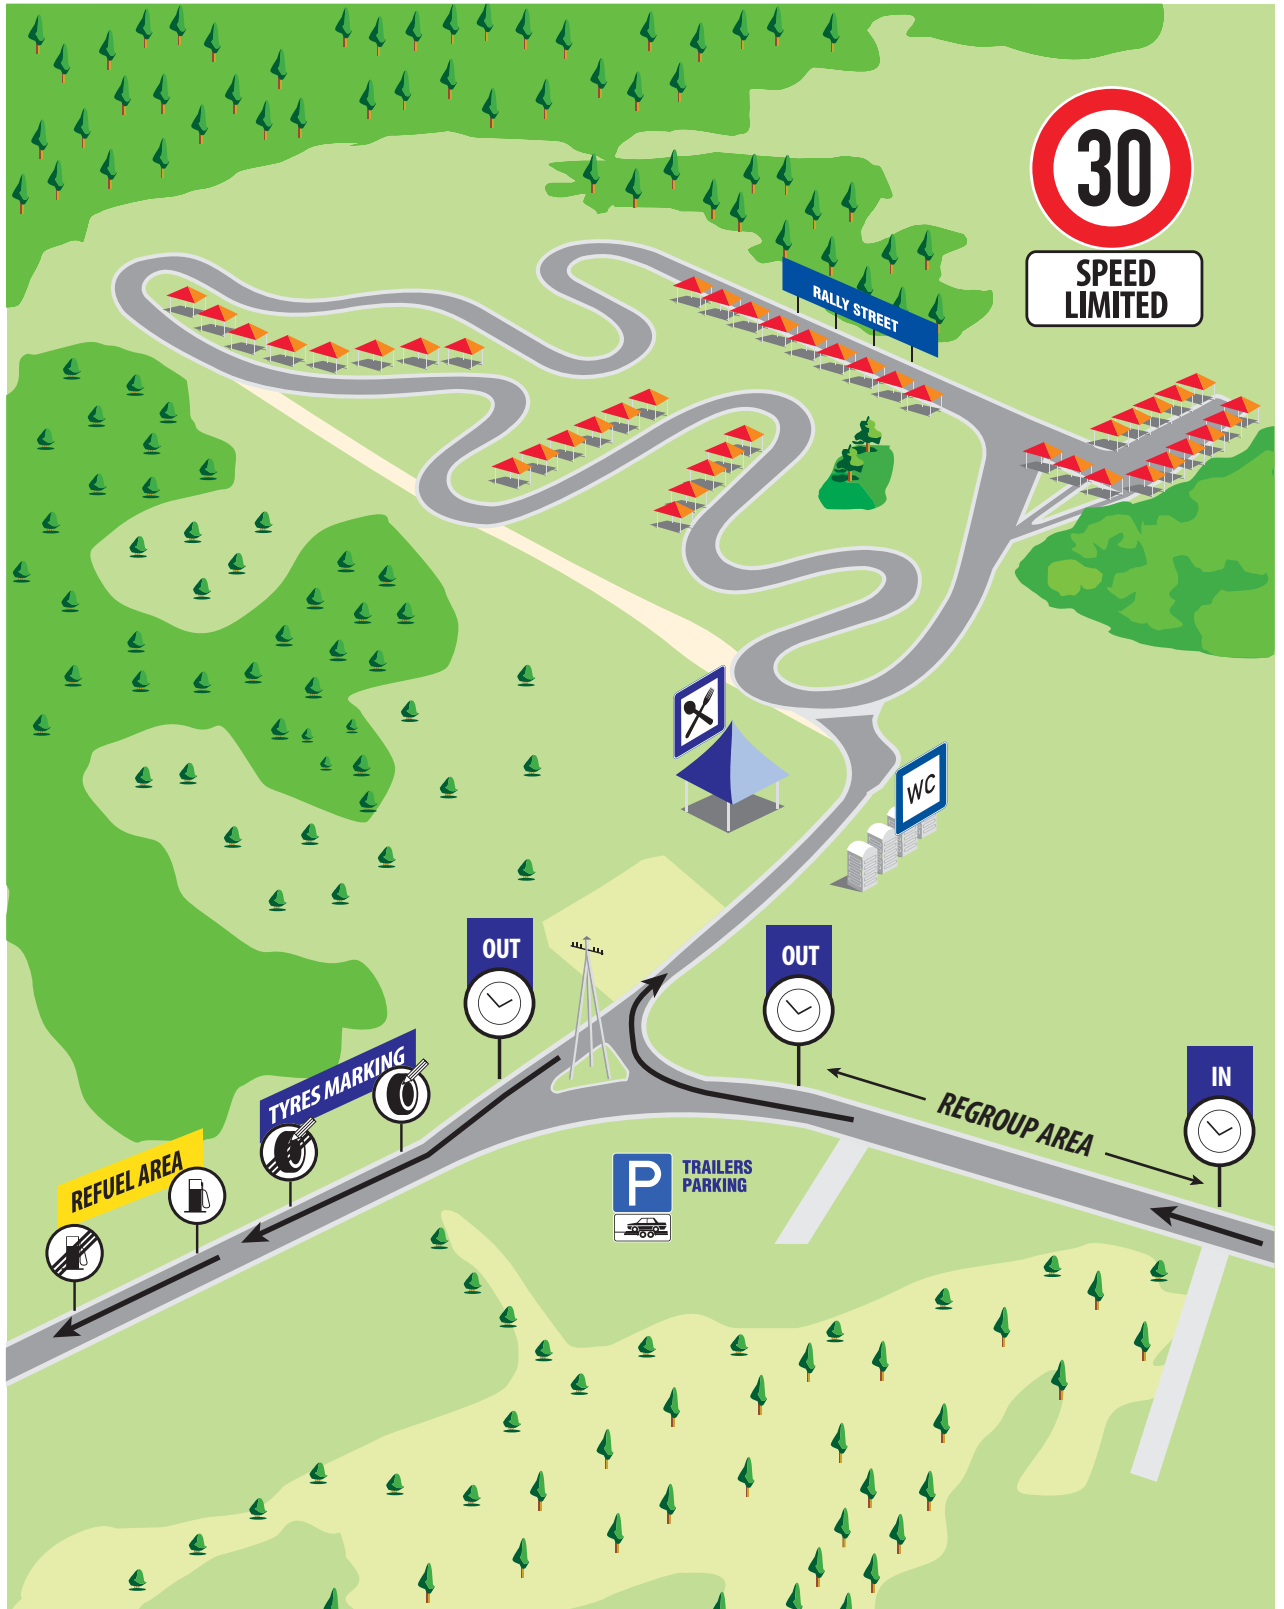 30
SPEED
LIMITED
RALLY STREET
WC
OUT
OUT
IN
REGROUP AREA
TYRES MARKING
REFUEL AREA
P
TRAILERS
PARKING